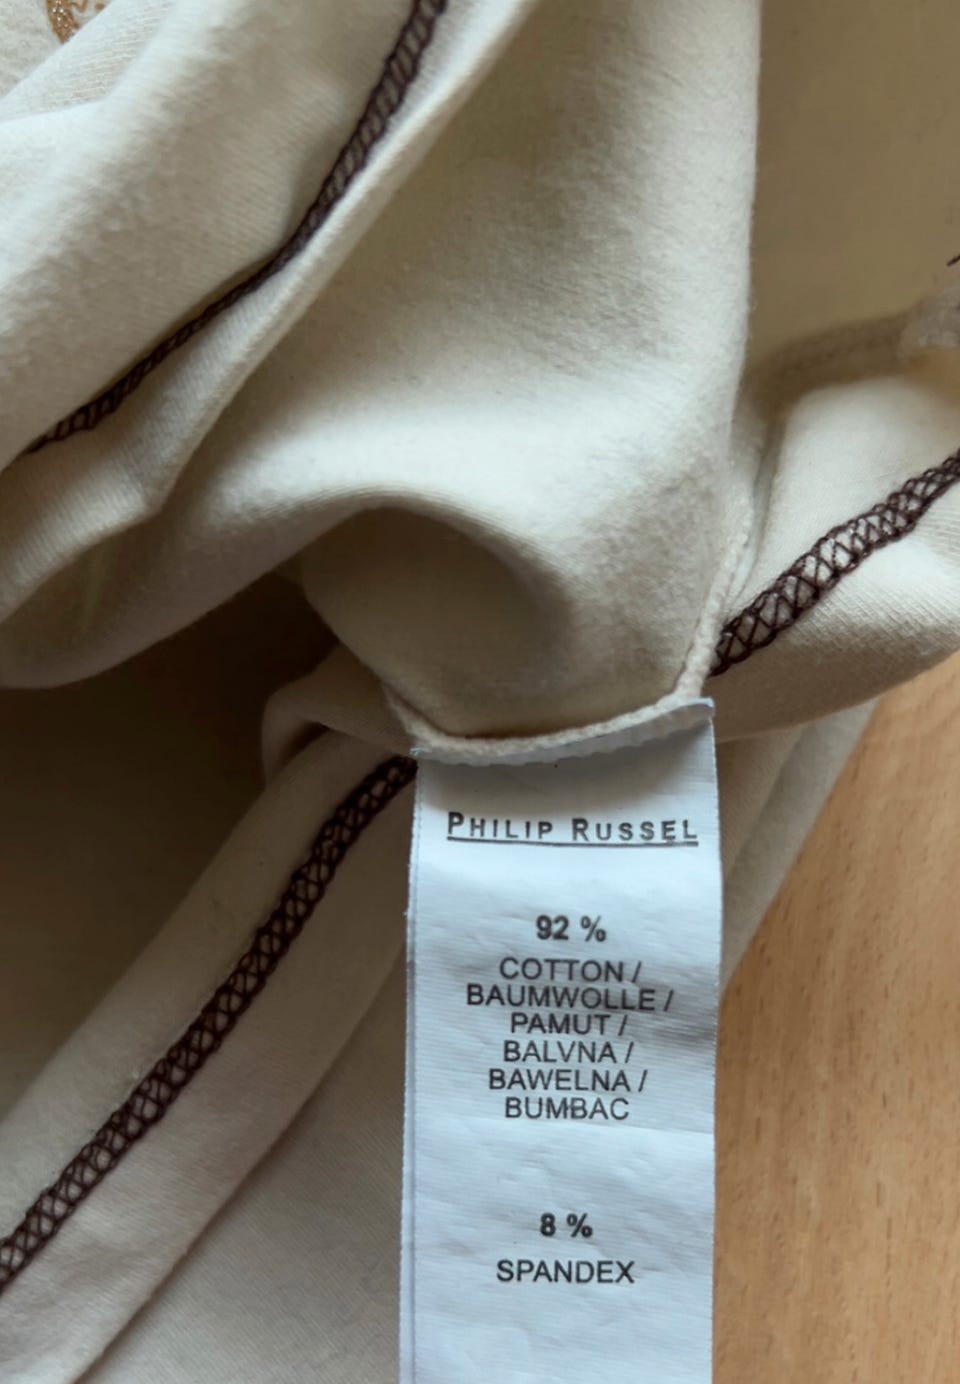 PHILIP RUSSEL
92 %
COTTON /
BAUMWOLLE /
PAMUT /
BALVNA /
BAWELNA /
BUMBAC
8 %
SPANDEX